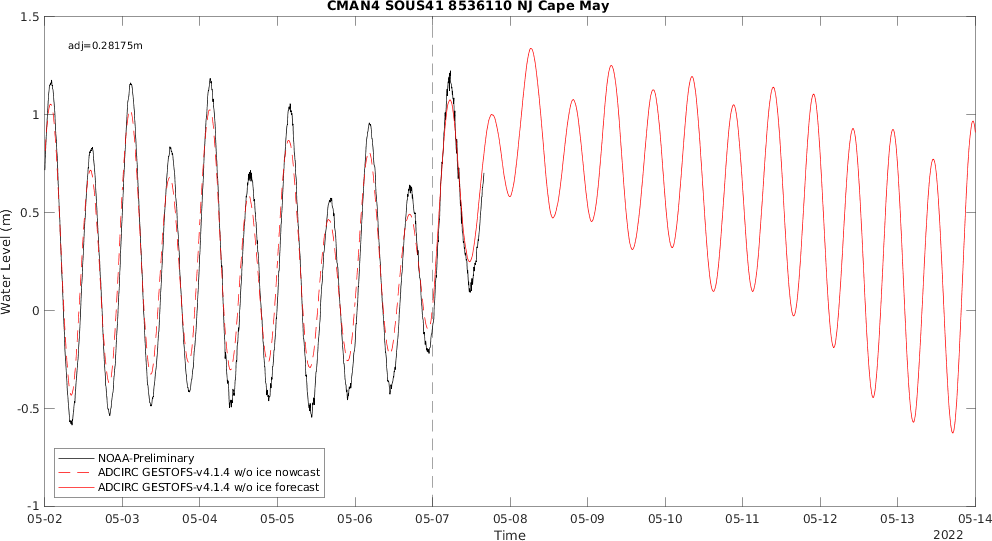 CMAN4 SOUS41 8536110 NJ Cape May
adj=0.28175m
1.5
1
0.5
0
-0.5
-1
Water Level (m)
NOAA-Preliminary
ADCIRC GESTOFS-v4.1.4 w/o ice nowcast
ADCIRC GESTOFS-v4.1.4 w/o ice forecast
05-02 05-03 05-04 05-05 05-06 05-07 05-08 05-09 05-10 05-11 05-12 05-13 05-14
Time
2022